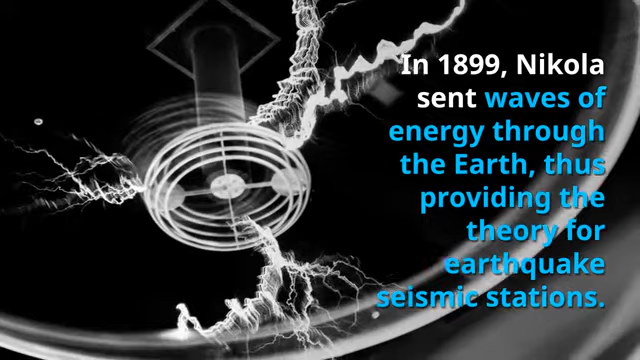 In 1899, Nikola
sent waves of
energy through
the Earth, thus
providing the
theory for
earthquake
seismic stations.